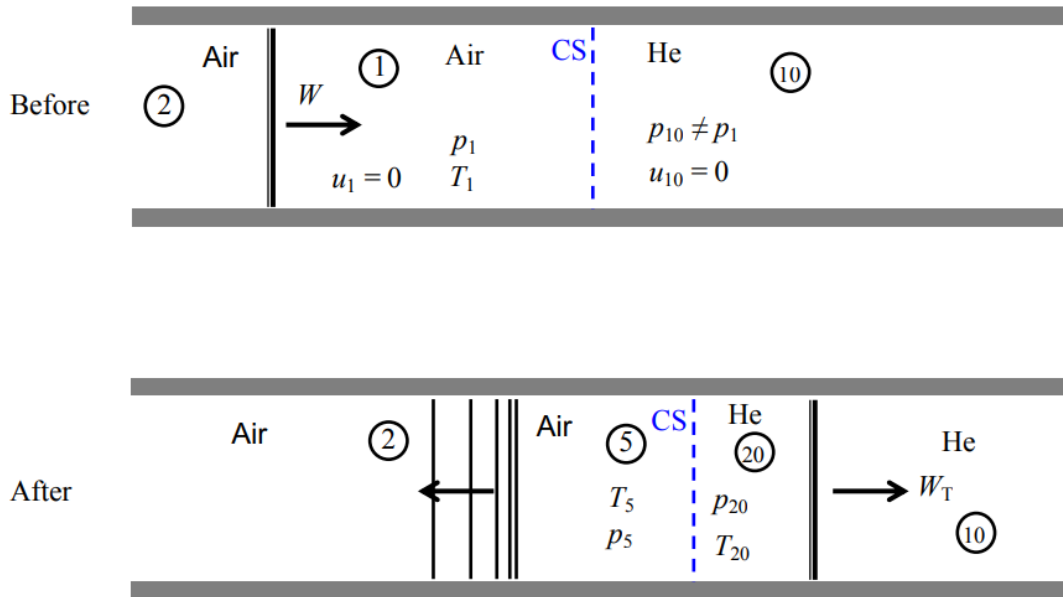 Before
Air
②
W
①
Air
CS
He
⑩
u₁ = 0
p₁
T₁
p₁₀ ≠ p₁
u₁₀ = 0
After
Air
②
Air
⑤
CS
He
⑳
T₅
p₅
p₂₀
T₂₀
He
W_T
⑩